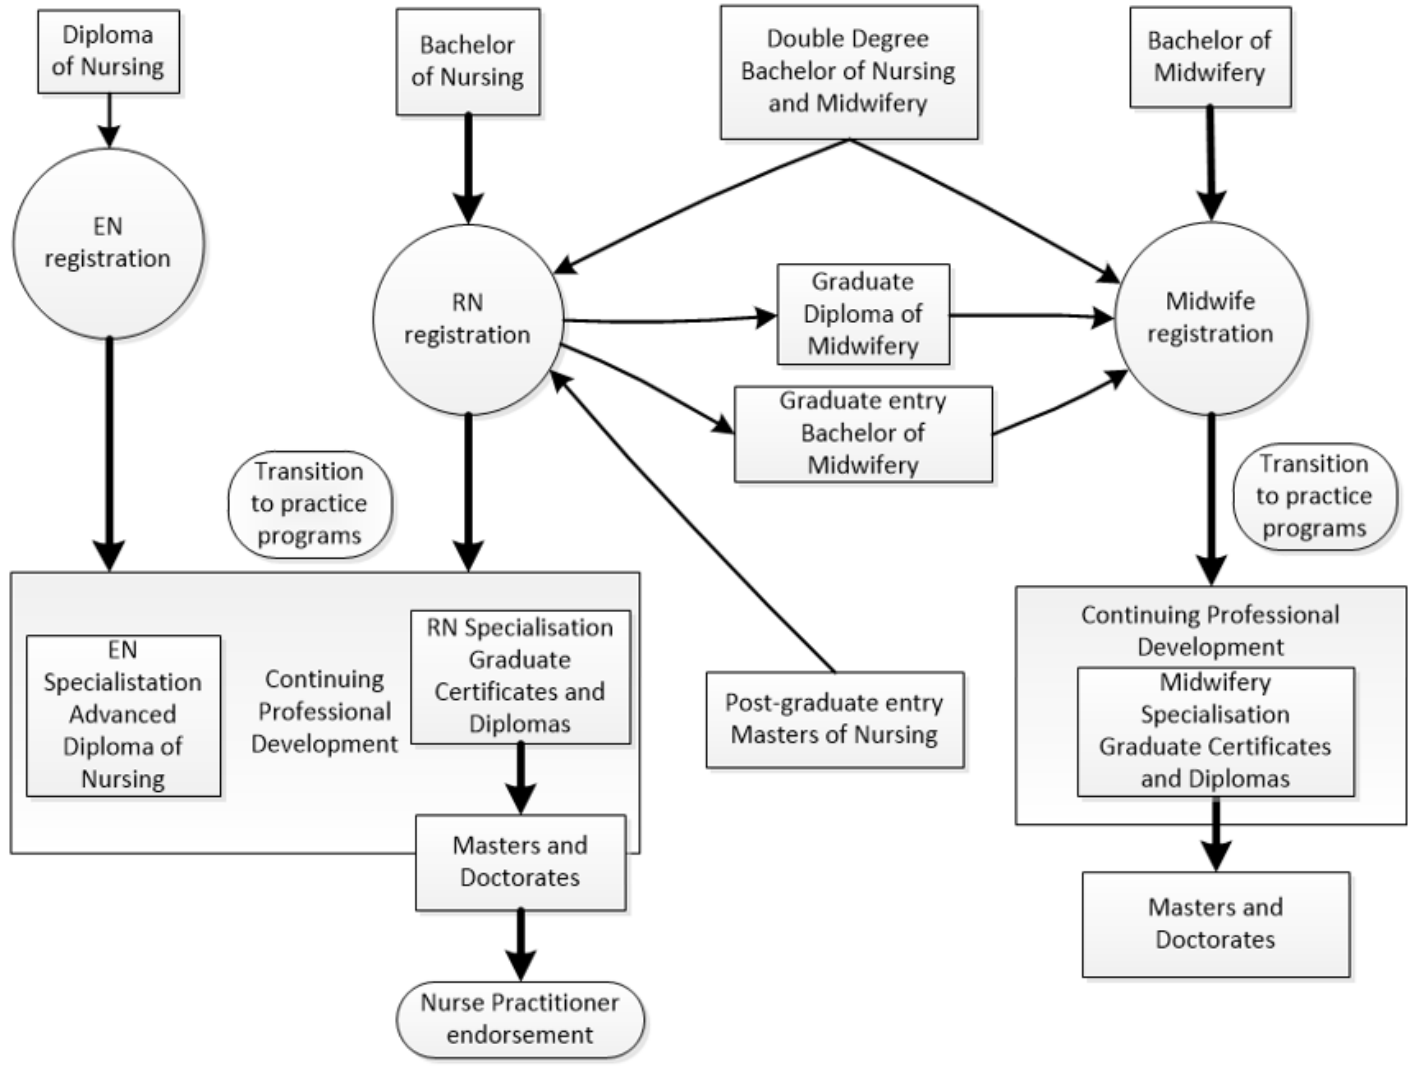 Diploma
of Nursing
Bachelor
of Nursing
Double Degree
Bachelor of Nursing
and Midwifery
Bachelor of
Midwifery
EN
registration
RN
registration
Graduate
Diploma of
Midwifery
Midwife
registration
Graduate entry
Bachelor of
Midwifery
Transition
to practice
programs
Transition
to practice
programs
EN
Specialistation
Advanced
Diploma of
Nursing
Continuing
Professional
Development
RN Specialisation
Graduate
Certificates and
Diplomas
Post-graduate entry
Masters of Nursing
Continuing Professional
Development
Midwifery
Specialisation
Graduate Certificates
and Diplomas
Masters and
Doctorates
Masters and
Doctorates
Nurse Practitioner
endorsement